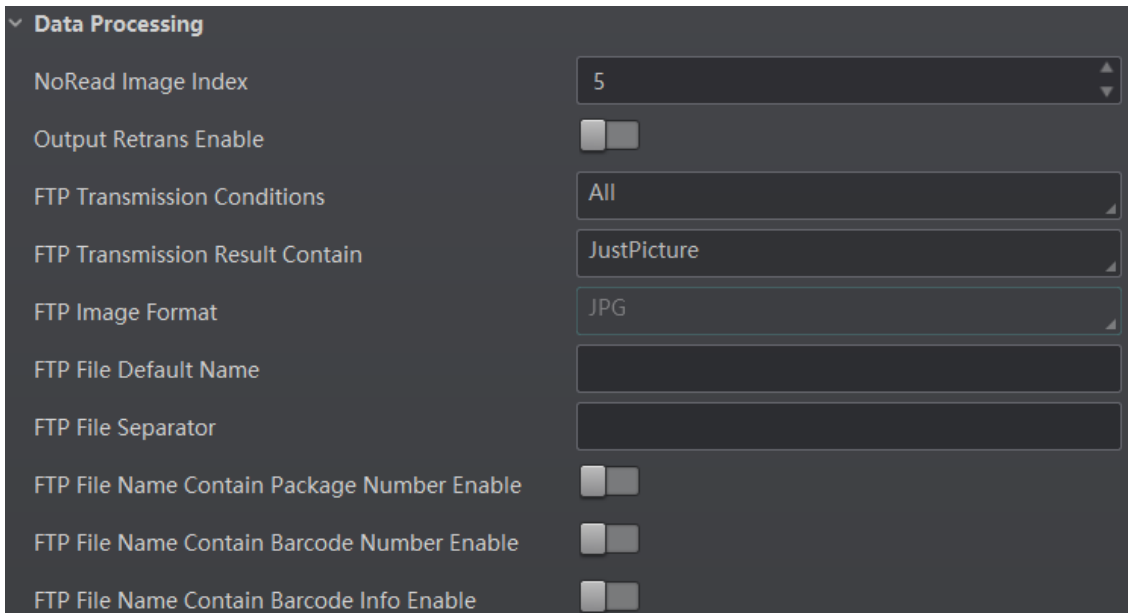 Data Processing
NoRead Image Index 5
Output Retrans Enable
FTP Transmission Conditions All
FTP Transmission Result Contain JustPicture
FTP Image Format JPG
FTP File Default Name
FTP File Separator
FTP File Name Contain Package Number Enable
FTP File Name Contain Barcode Number Enable
FTP File Name Contain Barcode Info Enable